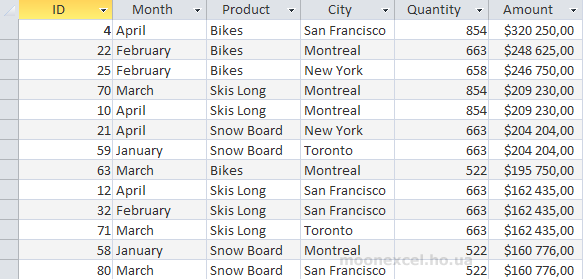 ID Month Product City Quantity Amount
4 April Bikes San Francisco 854 $320 250,00
22 February Bikes Montreal 663 $248 625,00
25 February Bikes New York 658 $246 750,00
70 March Skis Long Montreal 854 $209 230,00
10 April Skis Long Montreal 854 $209 230,00
21 April Snow Board New York 663 $204 204,00
59 January Snow Board Toronto 663 $204 204,00
63 March Bikes Montreal 522 $195 750,00
12 April Skis Long San Francisco 663 $162 435,00
32 February Skis Long San Francisco 663 $162 435,00
71 March Skis Long Toronto 663 $162 435,00
58 January Snow Board Montreal 522 $160 776,00
80 March Snow Board San Francisco 522 $160 776,00
moonexcel.ho.ua